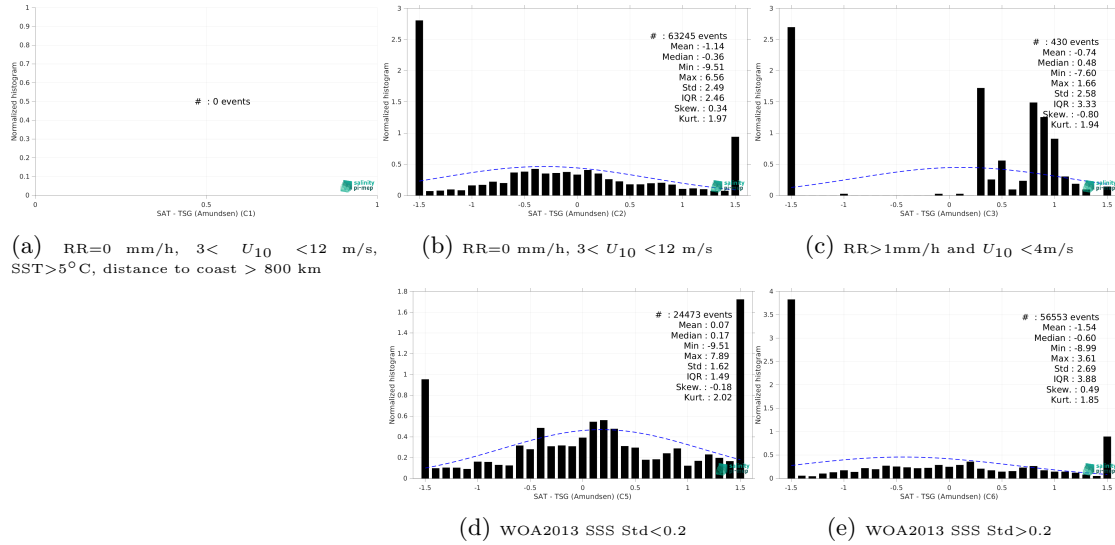 1
0.9
0.8
0.7
0.6
0.5
0.4
0.3
0.2
0.1
0
Normalized histogram
# : 0 events
salinity
pi-mep
0 0.5 1
SAT - TSG (Amundsen) (C1)
(a) RR=0 mm/h, 3< U10 <12 m/s,
SST>5°C, distance to coast > 800 km
3
2.5
2
1.5
1
0.5
0
Normalized histogram
# : 63245 events
Mean : -1.14
Median : -0.36
Min : -9.51
Max : 6.56
Std : 2.49
IQR : 2.46
Skew. : 0.34
Kurt. : 1.97
salinity
pi-mep
-1.5 -1 -0.5 0 0.5 1 1.5
SAT - TSG (Amundsen) (C2)
(b) RR=0 mm/h, 3< U10 <12 m/s
3
2.5
2
1.5
1
0.5
0
Normalized histogram
# : 430 events
Mean : -0.74
Median : 0.48
Min : -7.60
Max : 1.66
Std : 2.58
IQR : 3.33
Skew. : -0.80
Kurt. : 1.94
salinity
pi-mep
-1.5 -1 -0.5 0 0.5 1 1.5
SAT - TSG (Amundsen) (C3)
(c) RR>1mm/h and U10 <4m/s
1.8
1.6
1.4
1.2
1
0.8
0.6
0.4
0.2
0
Normalized histogram
# : 24473 events
Mean : 0.07
Median : 0.17
Min : -9.51
Max : 7.89
Std : 1.62
IQR : 1.49
Skew. : -0.18
Kurt. : 2.02
salinity
pi-mep
-1.5 -1 -0.5 0 0.5 1 1.5
SAT - TSG (Amundsen) (C5)
(d) WOA2013 SSS Std<0.2
4
3.5
3
2.5
2
1.5
1
0.5
0
Normalized histogram
# : 56553 events
Mean : -1.54
Median : -0.60
Min : -8.99
Max : 3.61
Std : 2.69
IQR : 3.88
Skew. : 0.49
Kurt. : 1.85
salinity
pi-mep
-1.5 -1 -0.5 0 0.5 1 1.5
SAT - TSG (Amundsen) (C6)
(e) WOA2013 SSS Std>0.2